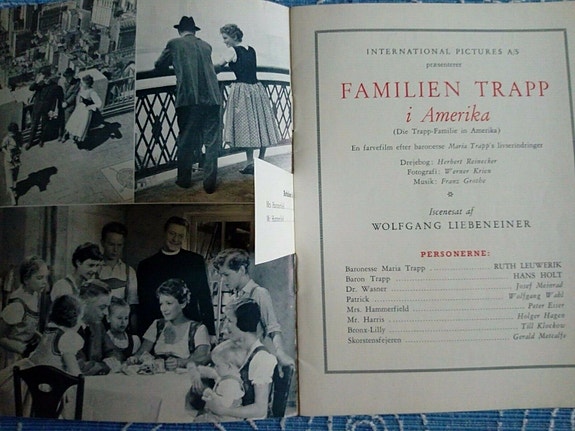 INTERNATIONAL PICTURES A/S
præsenterer
FAMILIEN TRAPP
i Amerika
(Die Trapp-Familie in Amerika)
En farvefilm efter baronesse Maria Trapp's livserindringer
Drejebog: Herbert Reinecker
Fotografi: Werner Krien
Musik: Franz Grothe
Iscenesat af
WOLFGANG LIEBENEINER
PERSONERNE:
Baronesse Maria Trapp RUTH LEUWERIK
Baron Trapp HANS HOLT
Dr. Wasner Josef Meinrad
Patrick Wolfgang Wahl
Mrs. Hammerfield Peter Esser
Mr. Harris Holger Hagen
Bronx-Lilly Till Klockow
Skorstensfejeren Gerald Metcalfe